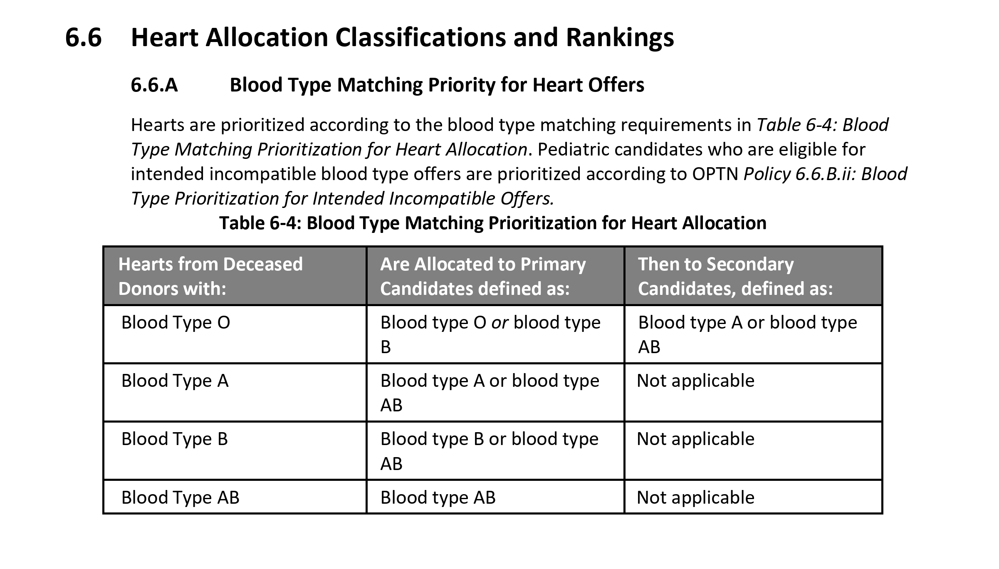 6.6 Heart Allocation Classifications and Rankings
6.6.A Blood Type Matching Priority for Heart Offers
Hearts are prioritized according to the blood type matching requirements in Table 6-4: Blood
Type Matching Prioritization for Heart Allocation. Pediatric candidates who are eligible for
intended incompatible blood type offers are prioritized according to OPTN Policy 6.6.B.ii: Blood
Type Prioritization for Intended Incompatible Offers.
Table 6-4: Blood Type Matching Prioritization for Heart Allocation
Hearts from Deceased
Donors with:
Are Allocated to Primary
Candidates defined as:
Then to Secondary
Candidates, defined as:
Blood Type O
Blood type O or blood type
B
Blood type A or blood type
AB
Blood Type A
Blood type A or blood type
AB
Not applicable
Blood Type B
Blood type B or blood type
AB
Not applicable
Blood Type AB
Blood type AB
Not applicable